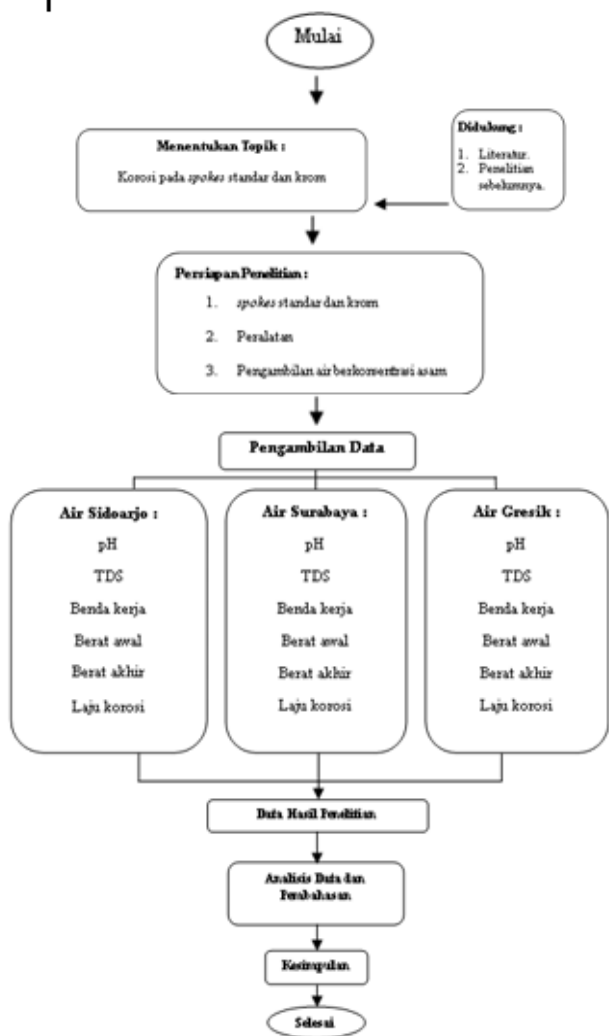 Mulai
Menentukan Topik :
Korosi pada spokes standar dan krom
Didukung :
1. Literatur.
2. Penelitian
sebelumnya.
Persiapan Penelitian :
1. spokes standar dan krom
2. Peralatan
3. Pengambilan air berkonsentrasi asam
Pengambilan Data
Air Sidoarjo :
pH
TDS
Benda kerja
Berat awal
Berat akhir
Laju korosi
Air Surabaya :
pH
TDS
Benda kerja
Berat awal
Berat akhir
Laju korosi
Air Gresik :
pH
TDS
Benda kerja
Berat awal
Berat akhir
Laju korosi
Data Hasil Penelitian
Analisis Data dan
Pembahasan
Kesimpulan
Selesai